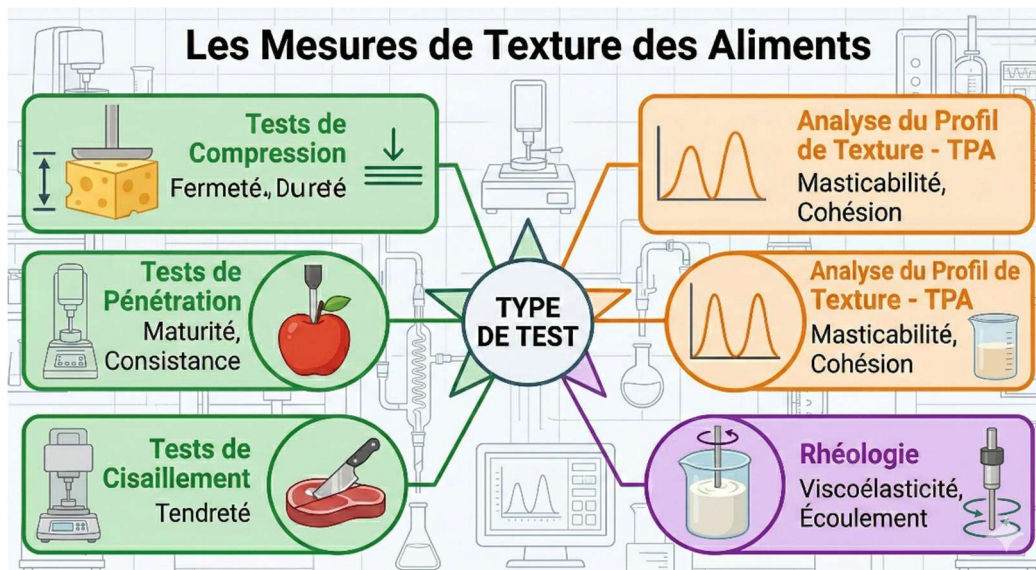 Les Mesures de Texture des Aliments
Tests de
Compression
Fermeté, Dureté
Tests de
Pénétration
Maturité,
Consistance
Tests de
Cisaillement
Tendreté
TYPE
DE TEST
Analyse du Profil
de Texture - TPA
Masticabilité,
Cohésion
Analyse du Profil de
Texture - TPA
Masticabilité,
Cohésion
Rhéologie
Viscoélasticité,
Écoulement